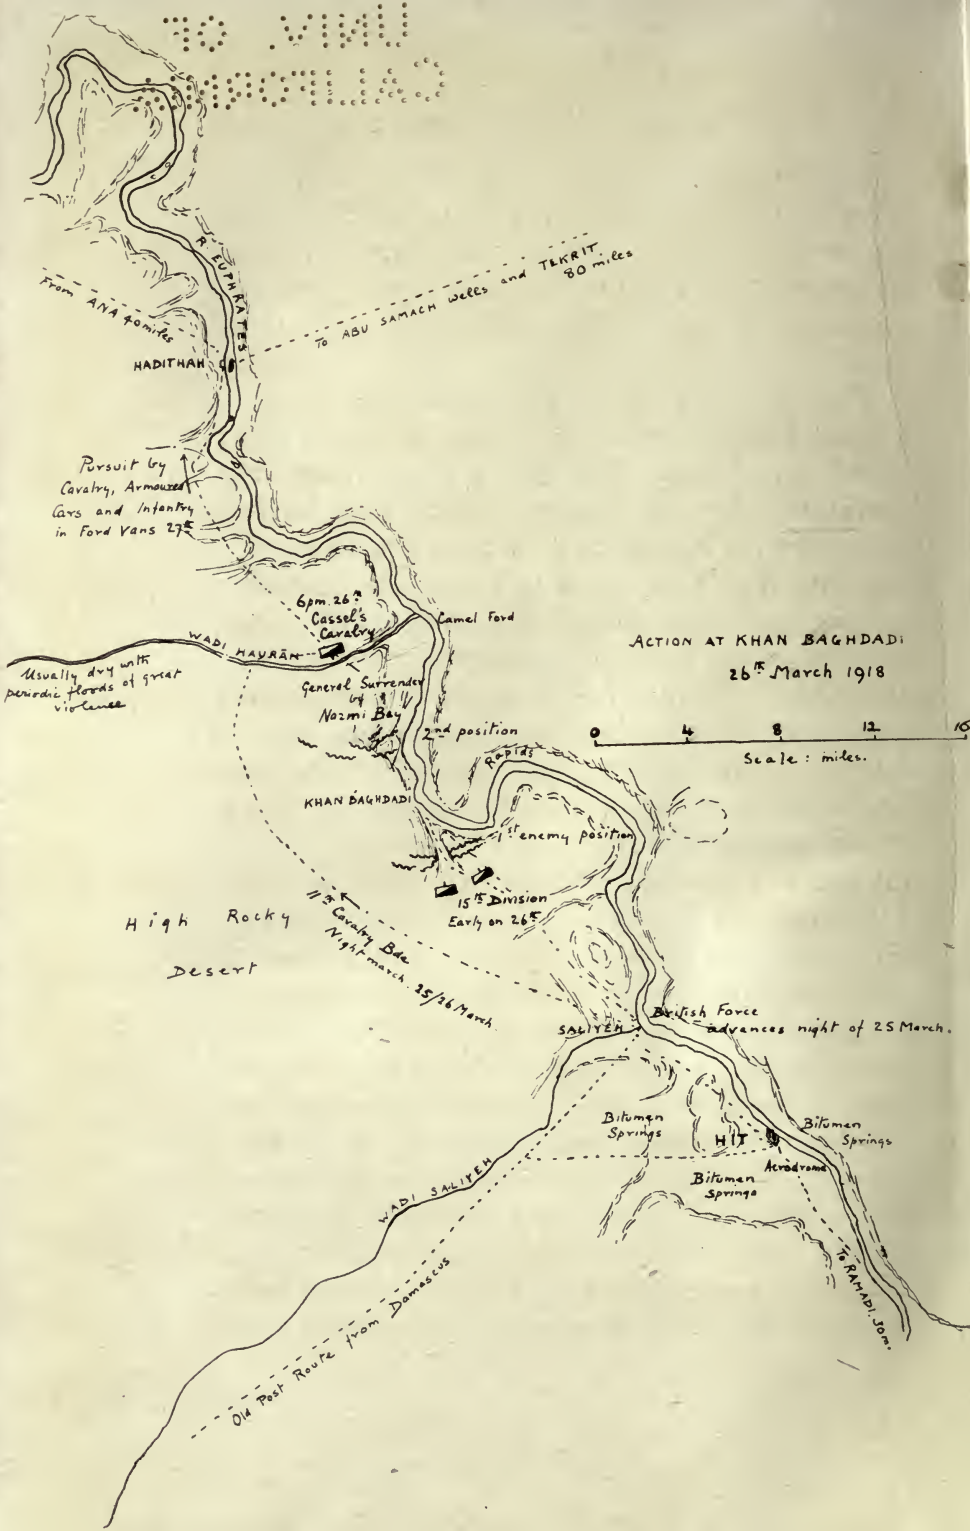 UNIV. OF
CALIFORNIA
R. EUPHRATES
To ABU SAMACH wells and TEKRIT
80 miles
From ANA 40 miles
HADITHAH
Pursuit by
Cavalry, Armoured
Cars and Infantry
in Ford Vans 27th
6pm. 26th
Cassel's
Cavalry
Camel Ford
WADI HAURĀN
Usually dry with
periodic floods of great
violence
General Surrender
by
Nazmi Bey
2nd position
ACTION AT KHAN BAGHDADI
26th March 1918
0 4 8 12 16
Scale : miles.
Rapids
KHAN BAGHDADI
1st enemy position
15th Division
Early on 26th
11th Cavalry Bde
Night march. 25/26 March.
High Rocky
Desert
British Force
advances night of 25 March.
SALIYEH
Bitumen
Springs
HIT
Bitumen
Springs
Aerodrome
Bitumen
Springs
WADI SALIYEH
To RAMADI. 30 m.
Old Post Route from Damascus